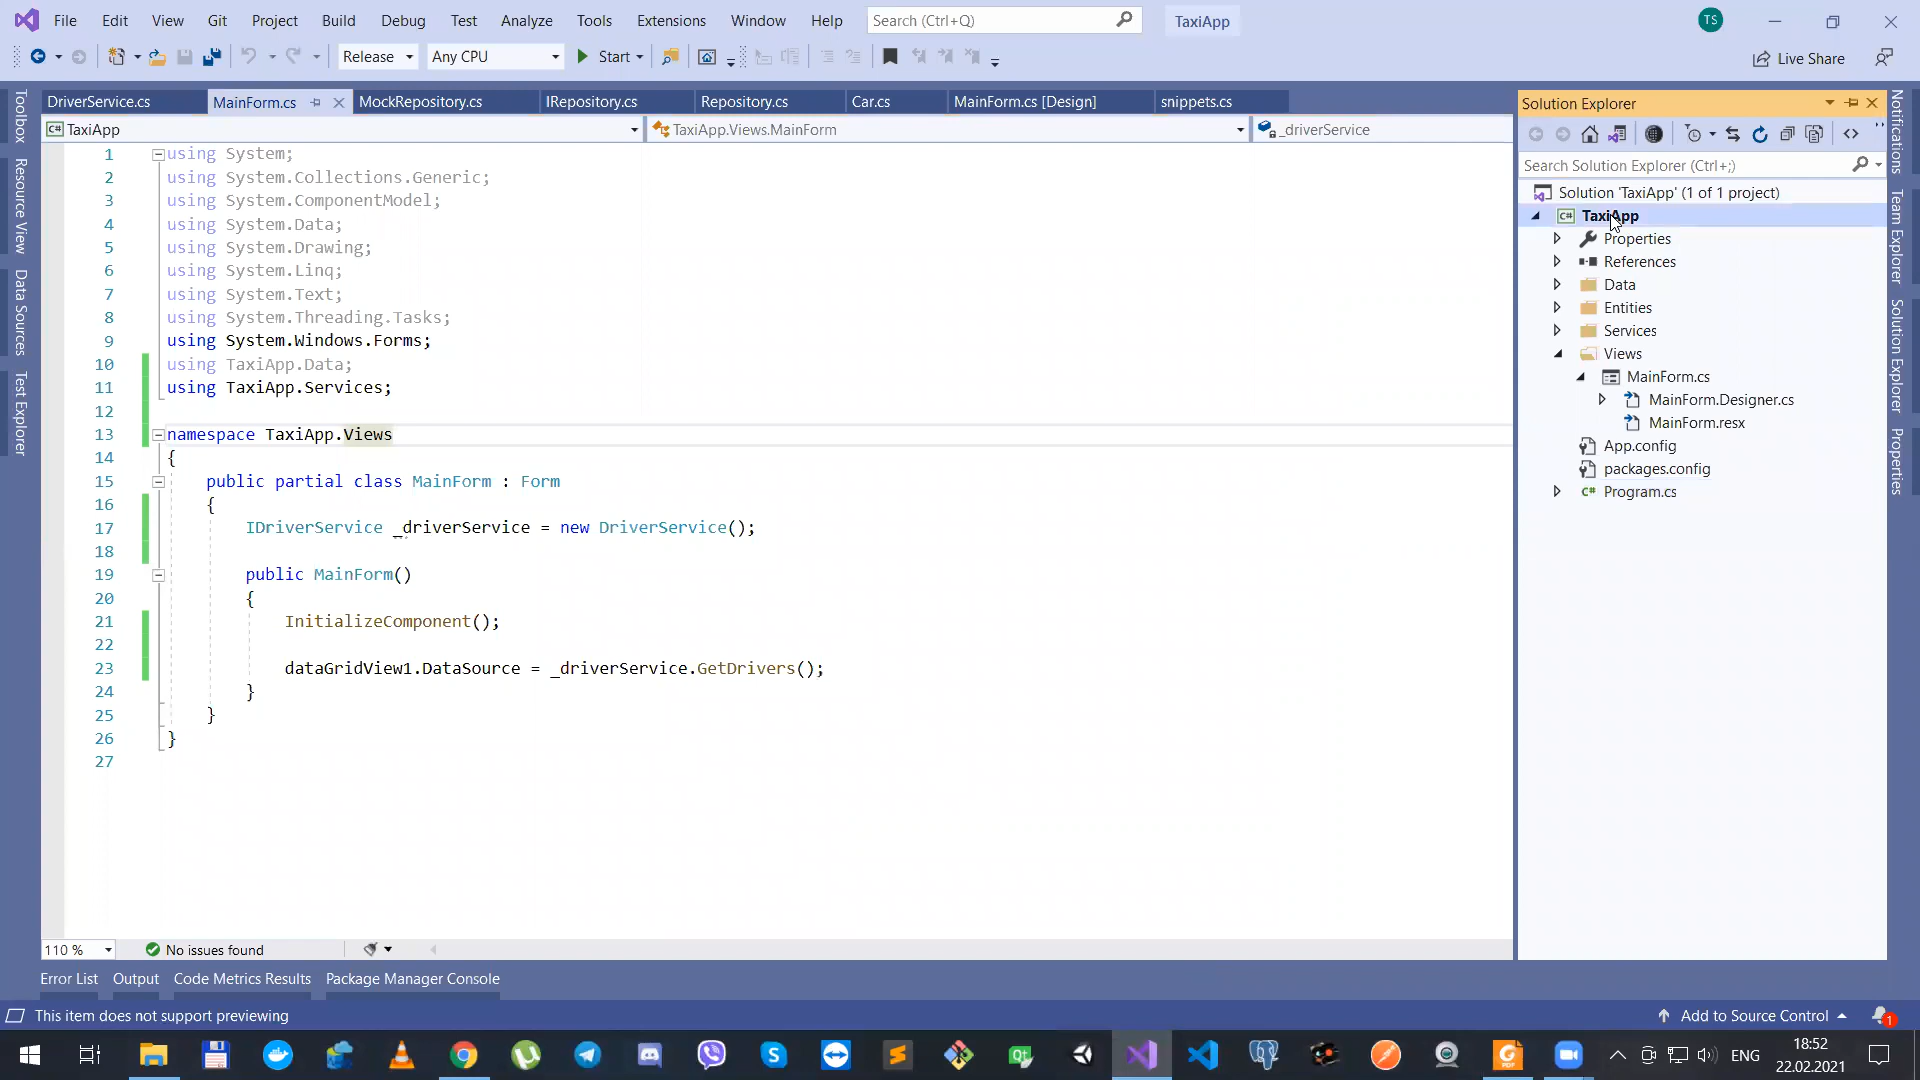 File Edit View Git Project Build Debug Test Analyze Tools Extensions Window Help Search (Ctrl+Q) TaxiApp TS
Release Any CPU Start Live Share
DriverService.cs MainForm.cs MockRepository.cs IRepository.cs Repository.cs Car.cs MainForm.cs [Design] snippets.cs
C# TaxiApp TaxiApp.Views.MainForm _driverService
1 using System;
2 using System.Collections.Generic;
3 using System.ComponentModel;
4 using System.Data;
5 using System.Drawing;
6 using System.Linq;
7 using System.Text;
8 using System.Threading.Tasks;
9 using System.Windows.Forms;
10 using TaxiApp.Data;
11 using TaxiApp.Services;
12
13 namespace TaxiApp.Views
14 {
15 public partial class MainForm : Form
16 {
17 IDriverService _driverService = new DriverService();
18
19 public MainForm()
20 {
21 InitializeComponent();
22
23 dataGridView1.DataSource = _driverService.GetDrivers();
24 }
25 }
26 }
27
110 % No issues found
Error List Output Code Metrics Results Package Manager Console
This item does not support previewing
Add to Source Control 1
Toolbox
Resource View
Data Sources
Test Explorer
Solution Explorer
Search Solution Explorer (Ctrl+;)
Solution 'TaxiApp' (1 of 1 project)
C# TaxiApp
Properties
References
Data
Entities
Services
Views
MainForm.cs
MainForm.Designer.cs
MainForm.resx
App.config
packages.config
C# Program.cs
Notifications
Team Explorer
Solution Explorer
Properties
ENG
18:52
22.02.2021